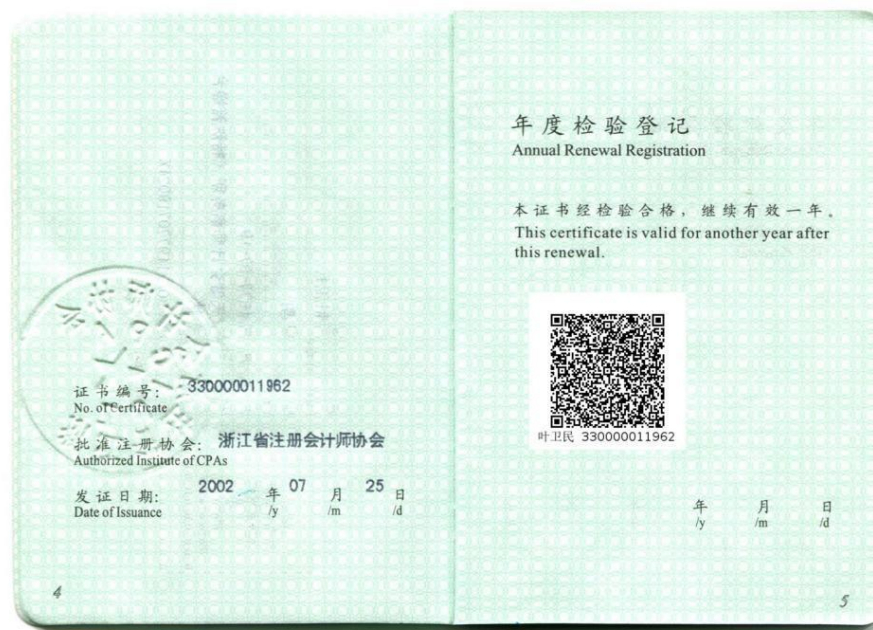 证书编号: 330000011962
No. of Certificate
批准注册协会: 浙江省注册会计师协会
Authorized Institute of CPAs
发证日期: 2002 年 07 月 25 日
Date of Issuance /y /m /d
4
年度检验登记
Annual Renewal Registration
本证书经检验合格，继续有效一年。
This certificate is valid for another year after
this renewal.
叶卫民 330000011962
年 月 日
/y /m /d
5